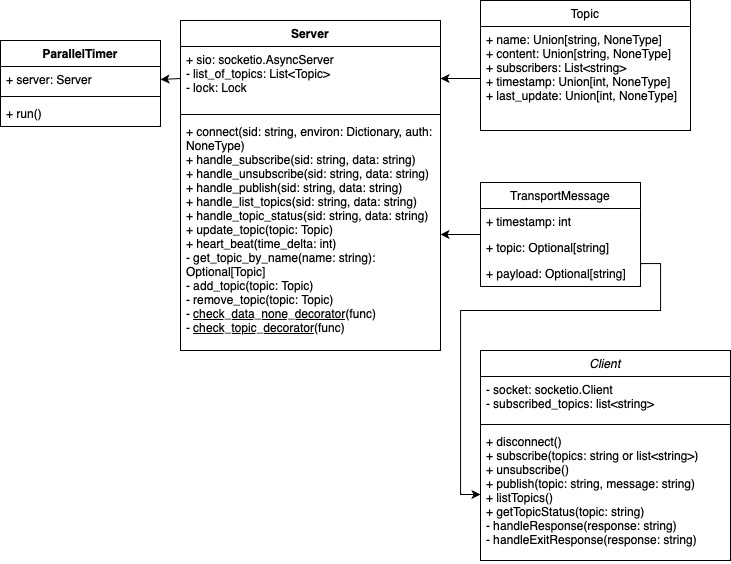 ParallelTimer
+ server: Server
+ run()
Server
+ sio: socketio.AsyncServer
- list_of_topics: List<Topic>
- lock: Lock
+ connect(sid: string, environ: Dictionary, auth:
NoneType)
+ handle_subscribe(sid: string, data: string)
+ handle_unsubscribe(sid: string, data: string)
+ handle_publish(sid: string, data: string)
+ handle_list_topics(sid: string, data: string)
+ handle_topic_status(sid: string, data: string)
+ update_topic(topic: Topic)
+ heart_beat(time_delta: int)
- get_topic_by_name(name: string):
Optional[Topic]
- add_topic(topic: Topic)
- remove_topic(topic: Topic)
- check_data_none_decorator(func)
- check_topic_decorator(func)
Topic
+ name: Union[string, NoneType]
+ content: Union[string, NoneType]
+ subscribers: List<string>
+ timestamp: Union[int, NoneType]
+ last_update: Union[int, NoneType]
TransportMessage
+ timestamp: int
+ topic: Optional[string]
+ payload: Optional[string]
Client
- socket: socketio.Client
- subscribed_topics: list<string>
+ disconnect()
+ subscribe(topics: string or list<string>)
+ unsubscribe()
+ publish(topic: string, message: string)
+ listTopics()
+ getTopicStatus(topic: string)
- handleResponse(response: string)
- handleExitResponse(response: string)